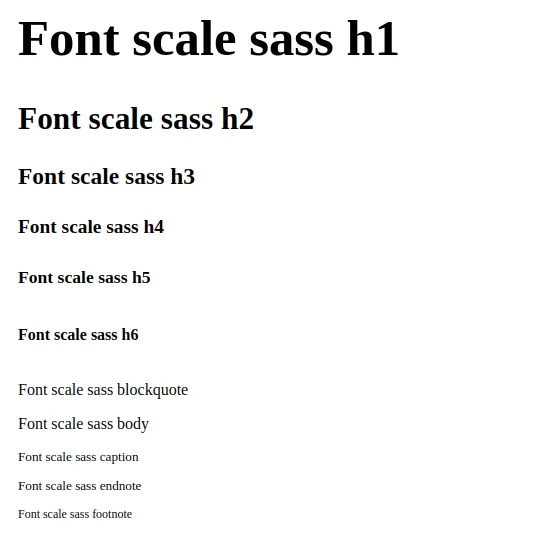 Font scale sass h1
Font scale sass h2
Font scale sass h3
Font scale sass h4
Font scale sass h5
Font scale sass h6
Font scale sass blockquote
Font scale sass body
Font scale sass caption
Font scale sass endnote
Font scale sass footnote